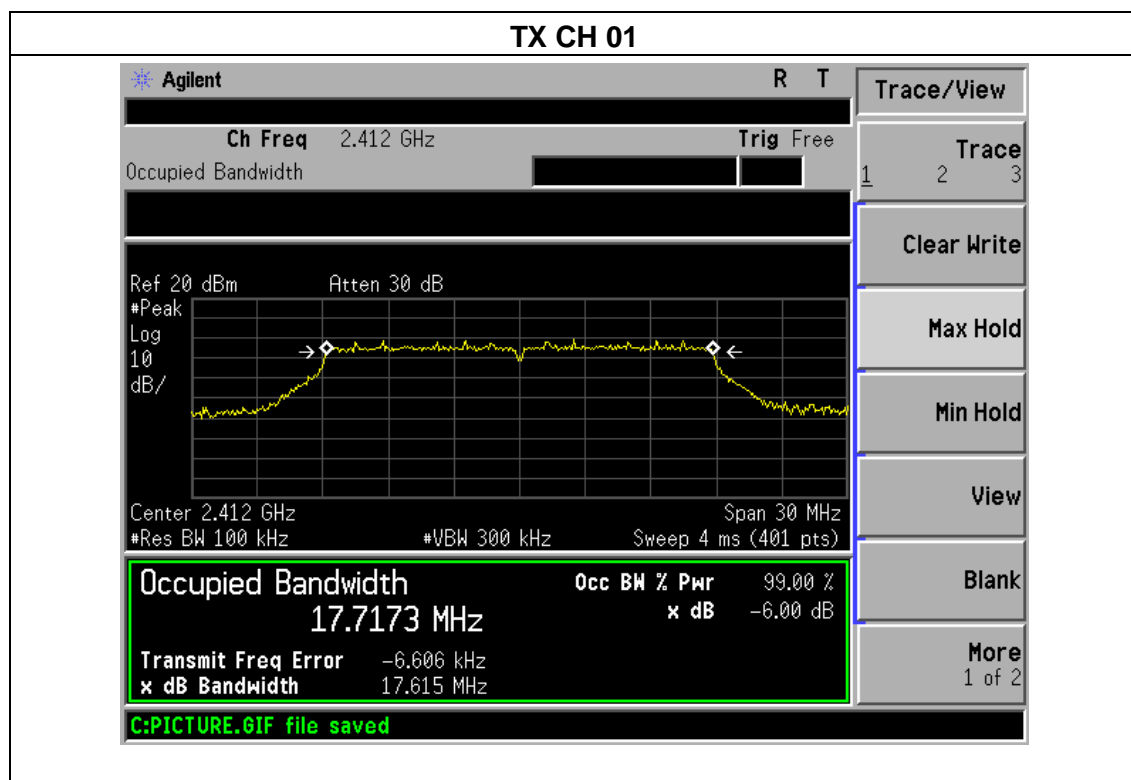 TX CH 01
Agilent R T
Trace/View
Ch Freq 2.412 GHz Trig Free
Occupied Bandwidth
Trace
1 2 3
Clear Write
Ref 20 dBm Atten 30 dB
#Peak
Log
10
dB/
Max Hold
Min Hold
View
Center 2.412 GHz Span 30 MHz
#Res BW 100 kHz #VBW 300 kHz Sweep 4 ms (401 pts)
Occupied Bandwidth Occ BW % Pwr 99.00 %
17.7173 MHz x dB -6.00 dB
Blank
Transmit Freq Error -6.606 kHz
x dB Bandwidth 17.615 MHz
More
1 of 2
C:PICTURE.GIF file saved